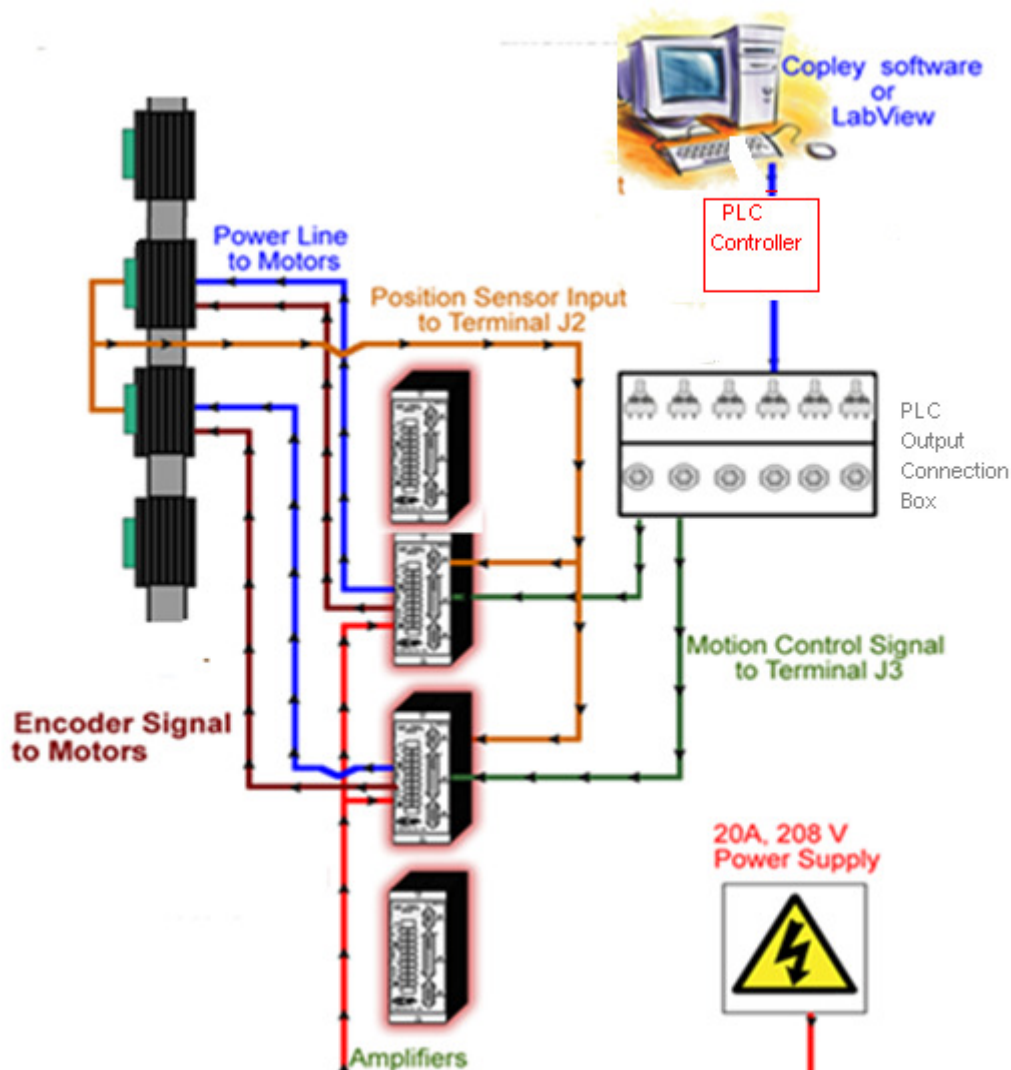 Copley software
or
LabView
t
PLC
Controller
Power Line
to Motors
Position Sensor Input
to Terminal J2
PLC
Output
Connection
Box
Motion Control Signal
to Terminal J3
Encoder Signal
to Motors
20A, 208 V
Power Supply
Amplifiers